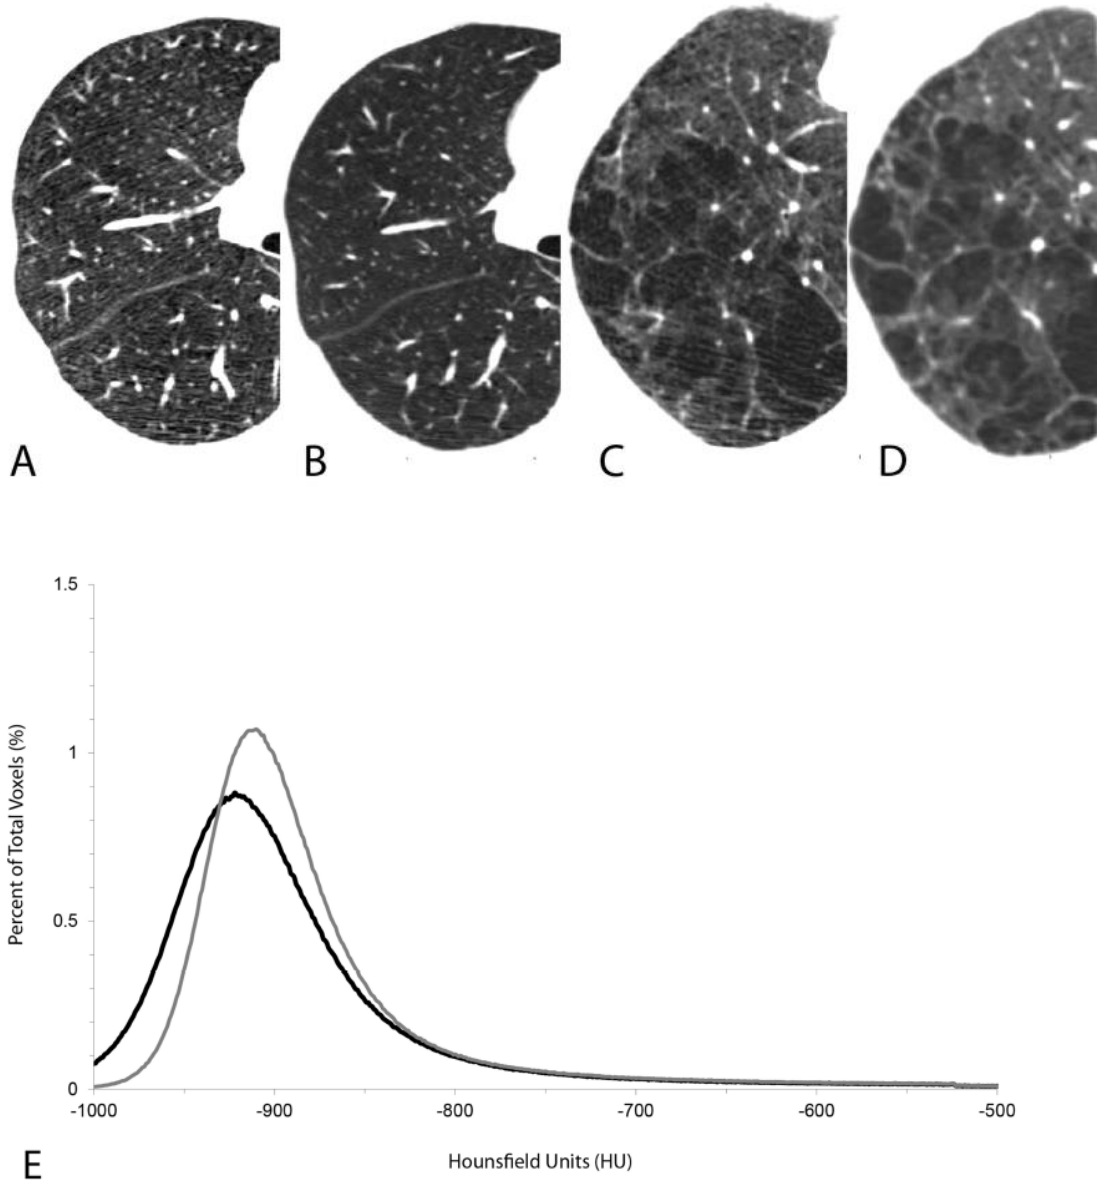 A B C D
1.5
1
0.5
0
-1000 -900 -800 -700 -600 -500
Percent of Total Voxels (%)
Hounsfield Units (HU)
E